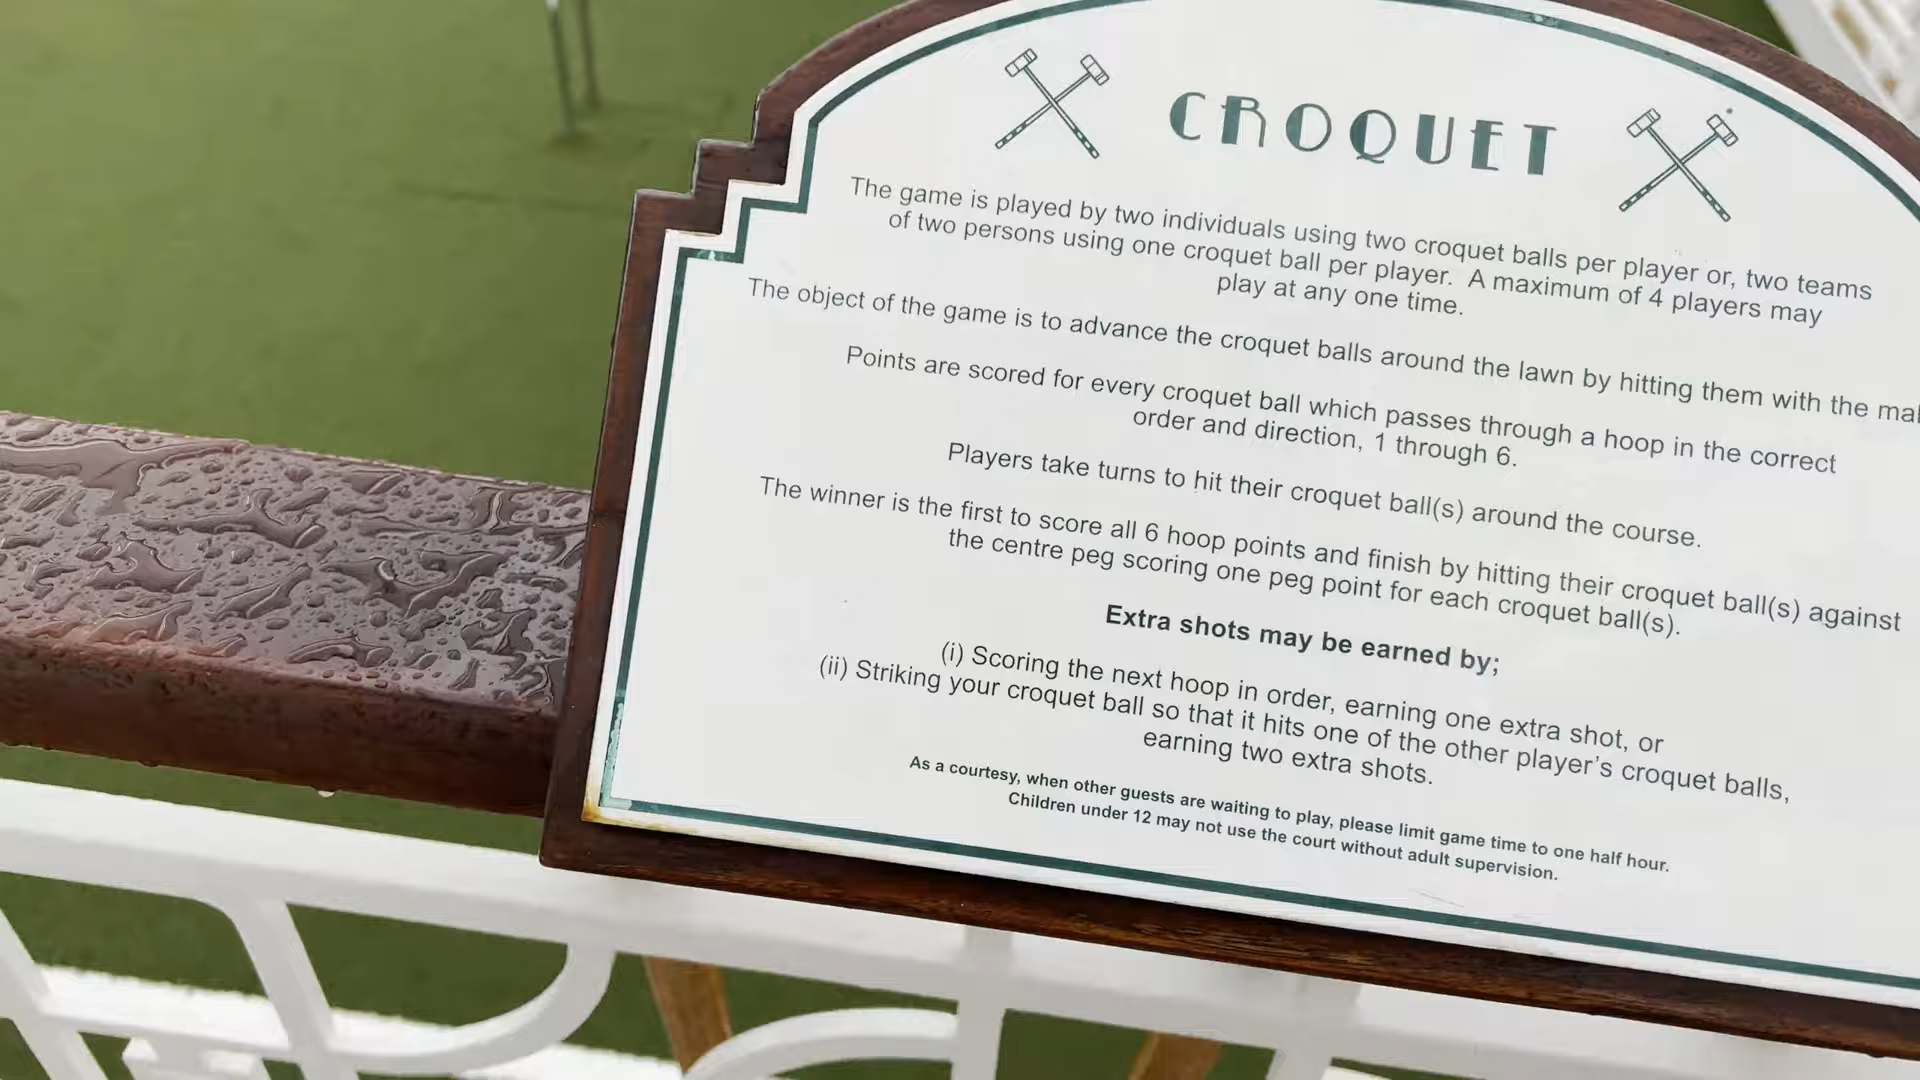 CROQUET
The game is played by two individuals using two croquet balls per player or, two teams
of two persons using one croquet ball per player. A maximum of 4 players may
play at any one time.
The object of the game is to advance the croquet balls around the lawn by hitting them with the
Points are scored for every croquet ball which passes through a hoop in the correct
order and direction, 1 through 6.
Players take turns to hit their croquet ball(s) around the course.
The winner is the first to score all 6 hoop points and finish by hitting their croquet ball(s) against
the centre peg scoring one peg point for each croquet ball(s).
Extra shots may be earned by;
(i) Scoring the next hoop in order, earning one extra shot, or
(ii) Striking your croquet ball so that it hits one of the other player's croquet balls,
earning two extra shots.
As a courtesy, when other guests are waiting to play, please limit game time to one half hour.
Children under 12 may not use the court without adult supervision.